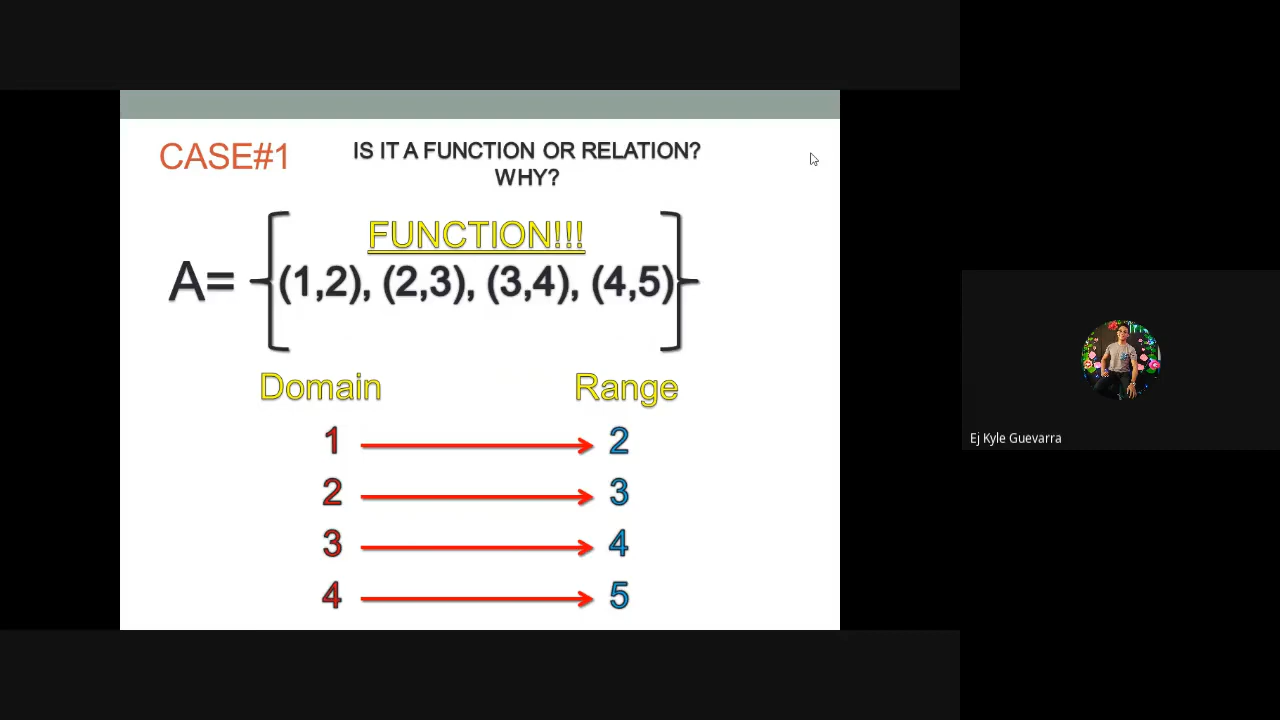 CASE#1
IS IT A FUNCTION OR RELATION?
WHY?
FUNCTION!!!
A= (1,2), (2,3), (3,4), (4,5)
Domain Range
1 2
2 3
3 4
4 5
Ej Kyle Guevarra